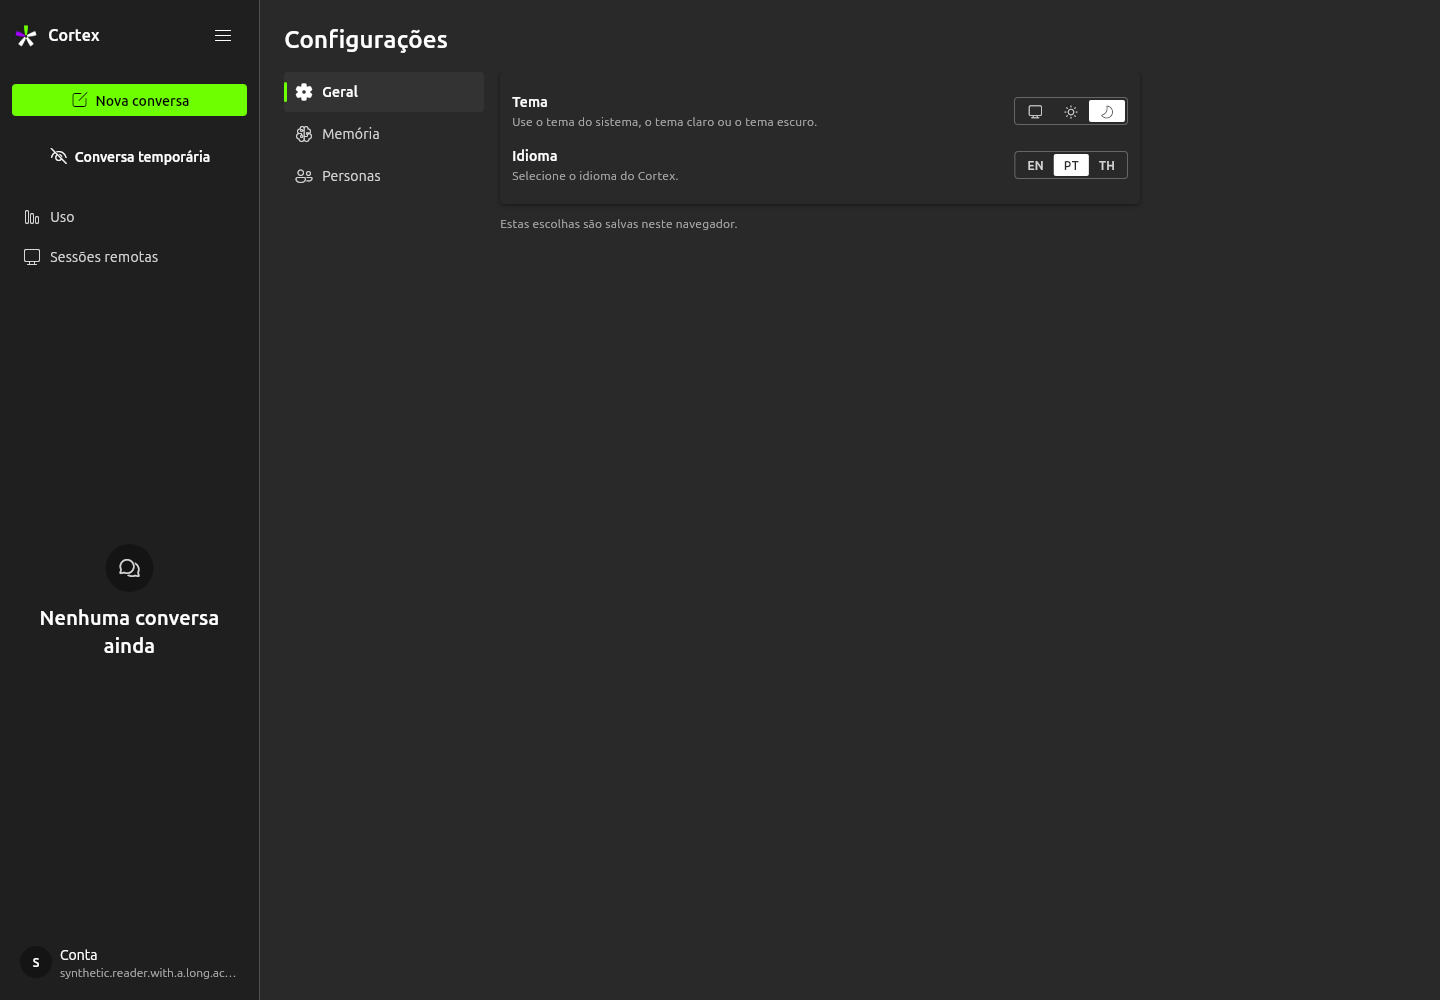 Cortex
Nova conversa
Conversa temporária
Uso
Sessões remotas
Nenhuma conversa
ainda
S
Conta
synthetic.reader.with.a.long.ac…
Configurações
Geral
Memória
Personas
Tema
Use o tema do sistema, o tema claro ou o tema escuro.
Idioma
Selecione o idioma do Cortex.
EN PT TH
Estas escolhas são salvas neste navegador.